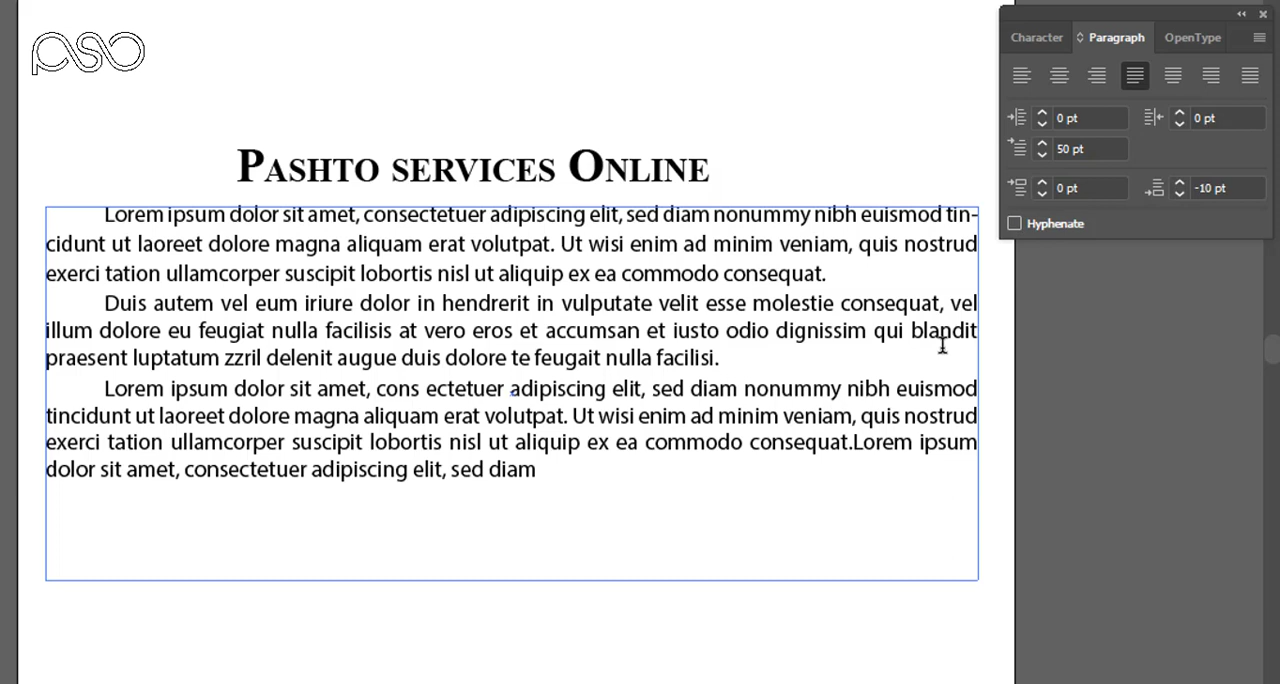 pso
Character Paragraph OpenType
0 pt 0 pt
50 pt
0 pt -10 pt
Hyphenate
Pashto services Online
Lorem ipsum dolor sit amet, consectetuer adipiscing elit, sed diam nonummy nibh euismod tin-
cidunt ut laoreet dolore magna aliquam erat volutpat. Ut wisi enim ad minim veniam, quis nostrud
exerci tation ullamcorper suscipit lobortis nisl ut aliquip ex ea commodo consequat.
Duis autem vel eum iriure dolor in hendrerit in vulputate velit esse molestie consequat, vel
illum dolore eu feugiat nulla facilisis at vero eros et accumsan et iusto odio dignissim qui blandit
praesent luptatum zzril delenit augue duis dolore te feugait nulla facilisi.
Lorem ipsum dolor sit amet, cons ectetuer adipiscing elit, sed diam nonummy nibh euismod
tincidunt ut laoreet dolore magna aliquam erat volutpat. Ut wisi enim ad minim veniam, quis nostrud
exerci tation ullamcorper suscipit lobortis nisl ut aliquip ex ea commodo consequat.Lorem ipsum
dolor sit amet, consectetuer adipiscing elit, sed diam